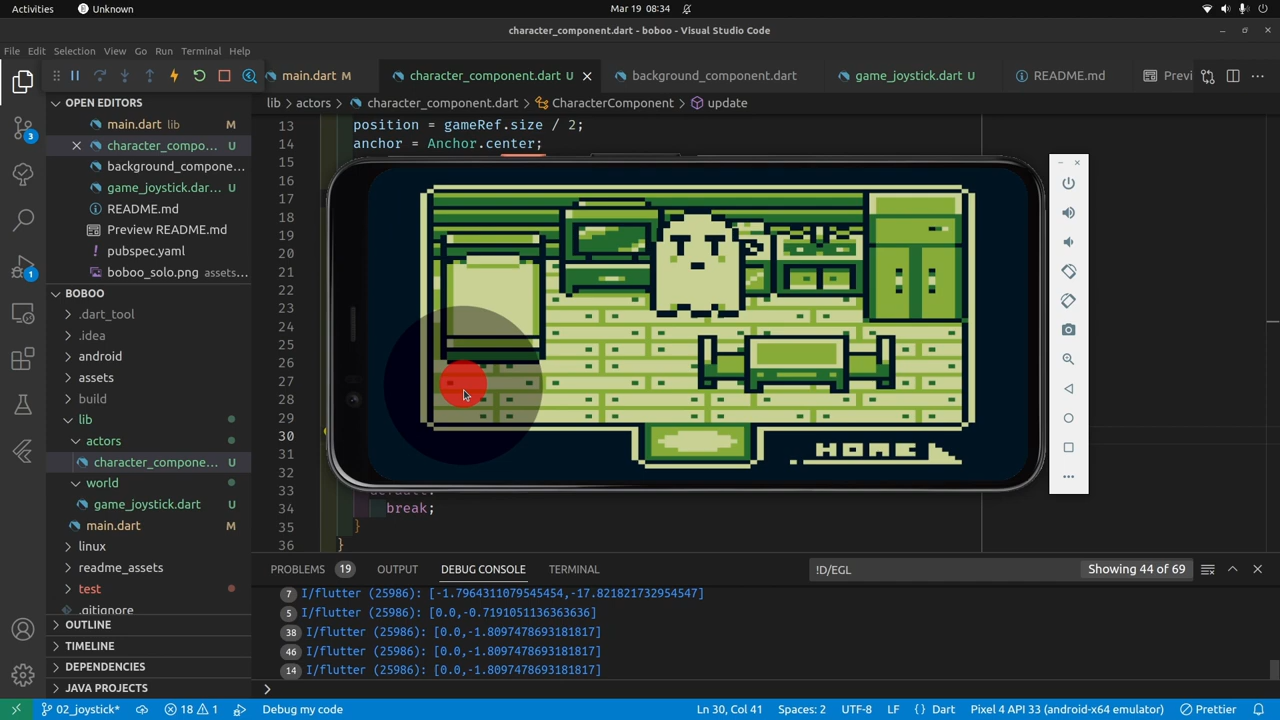 Activities
Unknown
Mar 19 08:34
character_component.dart - boboo - Visual Studio Code
File Edit Selection View Go Run Terminal Help
main.dart M
character_component.dart U
background_component.dart
game_joystick.dart U
README.md
Previ
OPEN EDITORS
main.dart lib M
character_compo... U
background_compone...
game_joystick.dar... U
README.md
Preview README.md
pubspec.yaml
boboo_solo.png assets...
BOBOO
.dart_tool
.idea
android
assets
build
lib
actors
character_compone... U
world
game_joystick.dart U
main.dart M
linux
readme_assets
test
.gitignore
OUTLINE
TIMELINE
DEPENDENCIES
JAVA PROJECTS
3
1
lib > actors > character_component.dart > CharacterComponent > update
13 position = gameRef.size / 2;
14 anchor = Anchor.center;
15
16
17
18
19
20
21
22
23
24
25
26
27
28
29
30
31
32
33 default:
34 break;
35 }
36 }
HOME
PROBLEMS 19 OUTPUT DEBUG CONSOLE TERMINAL
!D/EGL
Showing 44 of 69
7 I/flutter (25986): [-1.7964311079545454,-17.821821732954547]
5 I/flutter (25986): [0.0,-0.7191051136363636]
38 I/flutter (25986): [0.0,-1.8097478693181817]
46 I/flutter (25986): [0.0,-1.8097478693181817]
14 I/flutter (25986): [0.0,-1.8097478693181817]
02_joystick* 18 1 Debug my code Ln 30, Col 41 Spaces: 2 UTF-8 LF {} Dart Pixel 4 API 33 (android-x64 emulator) Prettier